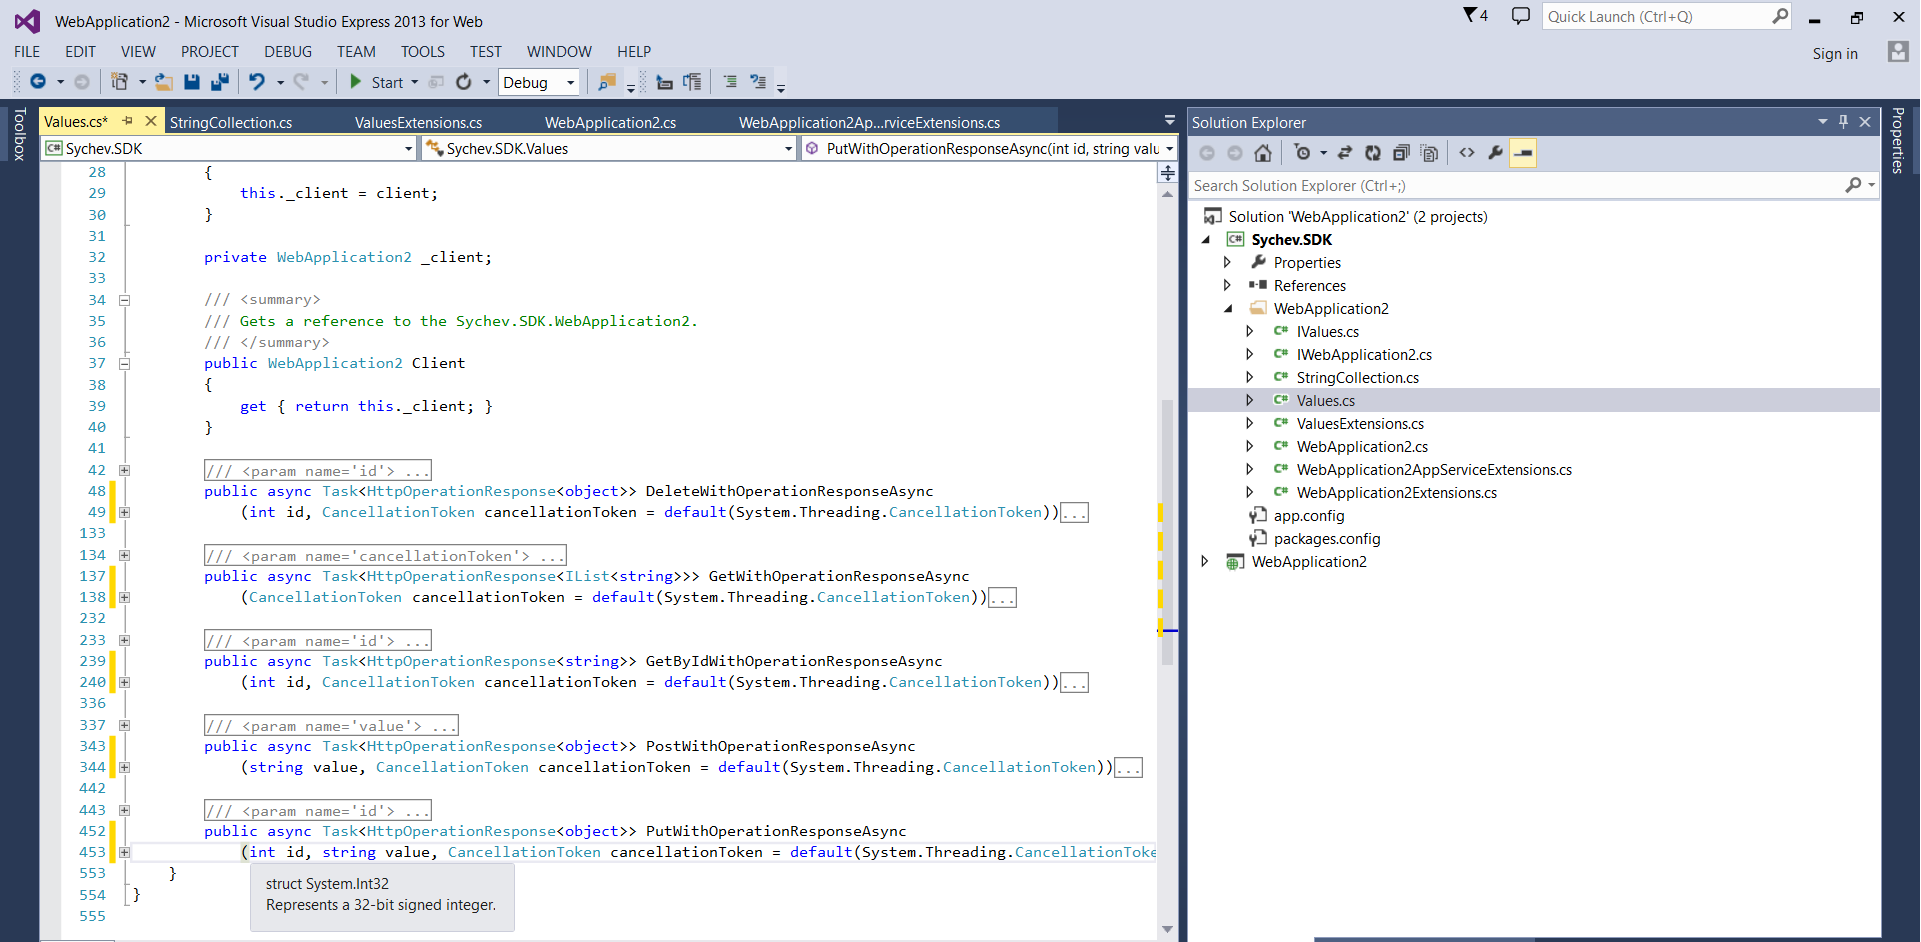 WebApplication2 - Microsoft Visual Studio Express 2013 for Web
4
Quick Launch (Ctrl+Q)
FILE EDIT VIEW PROJECT DEBUG TEAM TOOLS TEST WINDOW HELP
Sign in
Start Debug
Toolbox
Values.cs* StringCollection.cs ValuesExtensions.cs WebApplication2.cs WebApplication2Ap...rviceExtensions.cs
C# Sychev.SDK Sychev.SDK.Values PutWithOperationResponseAsync(int id, string valu
28 {
29 this._client = client;
30 }
31
32 private WebApplication2 _client;
33
34 /// <summary>
35 /// Gets a reference to the Sychev.SDK.WebApplication2.
36 /// </summary>
37 public WebApplication2 Client
38 {
39 get { return this._client; }
40 }
41
42 /// <param name='id'> ...
48 public async Task<HttpOperationResponse<object>> DeleteWithOperationResponseAsync
49 (int id, CancellationToken cancellationToken = default(System.Threading.CancellationToken))...
133
134 /// <param name='cancellationToken'> ...
137 public async Task<HttpOperationResponse<IList<string>>> GetWithOperationResponseAsync
138 (CancellationToken cancellationToken = default(System.Threading.CancellationToken))...
232
233 /// <param name='id'> ...
239 public async Task<HttpOperationResponse<string>> GetByIdWithOperationResponseAsync
240 (int id, CancellationToken cancellationToken = default(System.Threading.CancellationToken))...
336
337 /// <param name='value'> ...
343 public async Task<HttpOperationResponse<object>> PostWithOperationResponseAsync
344 (string value, CancellationToken cancellationToken = default(System.Threading.CancellationToken))...
442
443 /// <param name='id'> ...
452 public async Task<HttpOperationResponse<object>> PutWithOperationResponseAsync
453 (int id, string value, CancellationToken cancellationToken = default(System.Threading.CancellationToke
553 }
554 }
555
struct System.Int32
Represents a 32-bit signed integer.
Solution Explorer
Search Solution Explorer (Ctrl+;)
Solution 'WebApplication2' (2 projects)
C# Sychev.SDK
Properties
References
WebApplication2
C# IValues.cs
C# IWebApplication2.cs
C# StringCollection.cs
C# Values.cs
C# ValuesExtensions.cs
C# WebApplication2.cs
C# WebApplication2AppServiceExtensions.cs
C# WebApplication2Extensions.cs
app.config
packages.config
WebApplication2
Properties